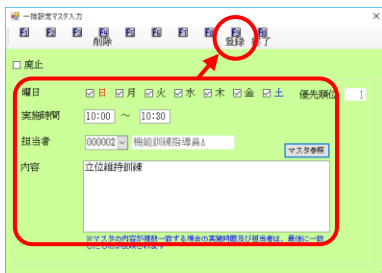 一括設定マスタ入力
F1 F2 F3 F4 F5 F6 F7 F8 F9
削除 登録 終了
□ 廃止
曜日 ☑日 ☑月 ☑火 ☑水 ☑木 ☑金 ☑土 優先順位 1
実施時間 10:00 ～ 10:30
担当者 000002 機能訓練指導員A
マスタ参照
内容 立位維持訓練
※マスタの内容が複数一致する場合の実施時間及び担当者は、最後に一致